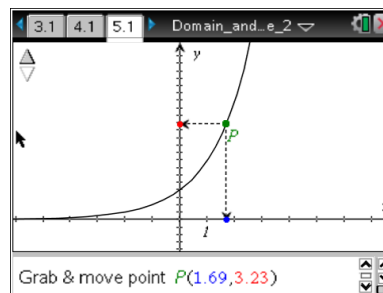 3.1 4.1 5.1 Domain_and...e_2
y
P
1
Grab & move point P(1.69,3.23)